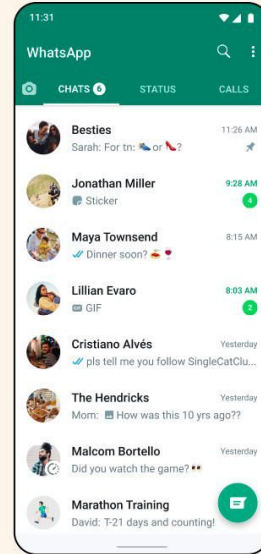 11:31
WhatsApp
CHATS 6 STATUS CALLS
Besties 11:26 AM
Sarah: For tn: 👟 or 👠?
Jonathan Miller 9:28 AM
Sticker 4
Maya Townsend 8:15 AM
Dinner soon? 🍝 🍷
Lillian Evaro 8:03 AM
GIF GIF 2
Cristiano Alvés Yesterday
pls tell me you follow SingleCatClu...
The Hendricks Yesterday
Mom: How was this 10 yrs ago??
Malcom Bortello Yesterday
Did you watch the game? 👀
Marathon Training
David: T-21 days and counting!